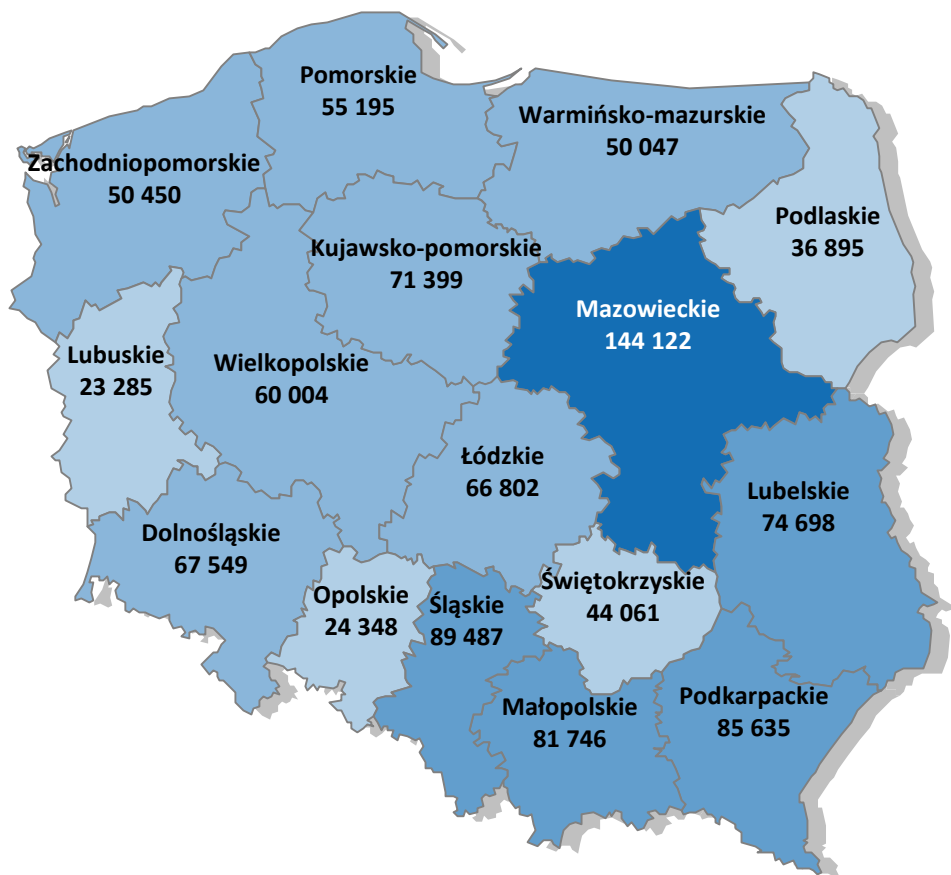 Pomorskie
55 195
Warmińsko-mazurskie
50 047
Zachodniopomorskie
50 450
Podlaskie
36 895
Kujawsko-pomorskie
71 399
Mazowieckie
144 122
Lubuskie
23 285
Wielkopolskie
60 004
Łódzkie
66 802
Lubelskie
74 698
Dolnośląskie
67 549
Opolskie
24 348
Śląskie
89 487
Świętokrzyskie
44 061
Małopolskie
81 746
Podkarpackie
85 635